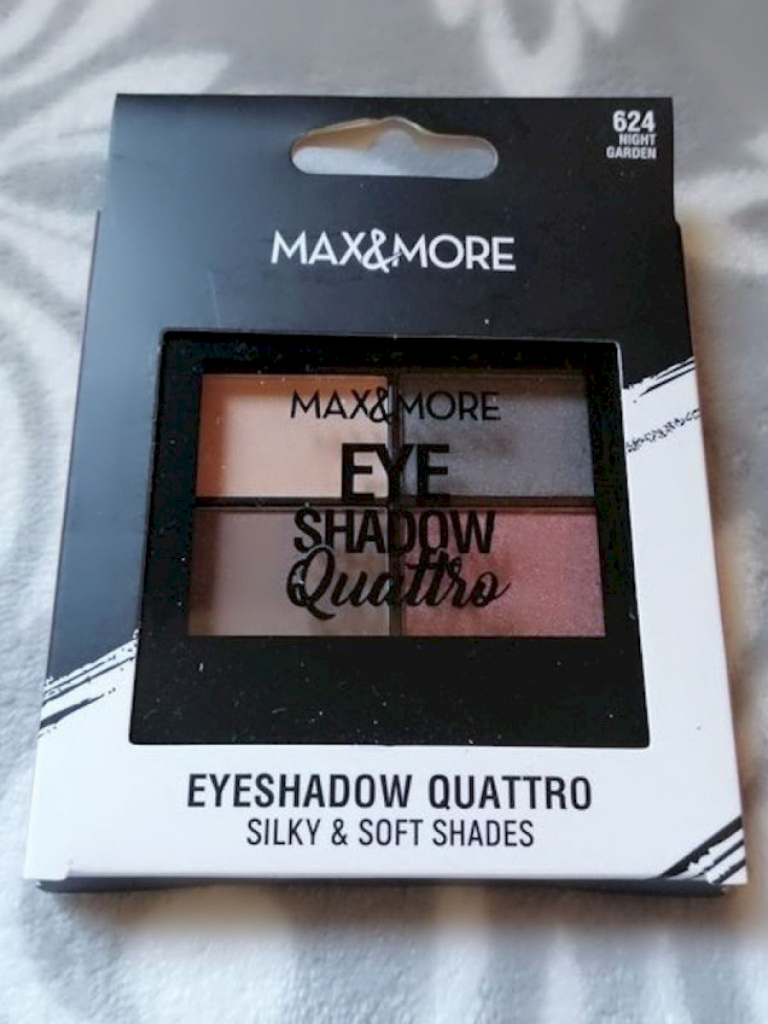 624
NIGHT
GARDEN
MAX&MORE
MAX&MORE
EYE
SHADOW
Quattro
EYESHADOW QUATTRO
SILKY & SOFT SHADES